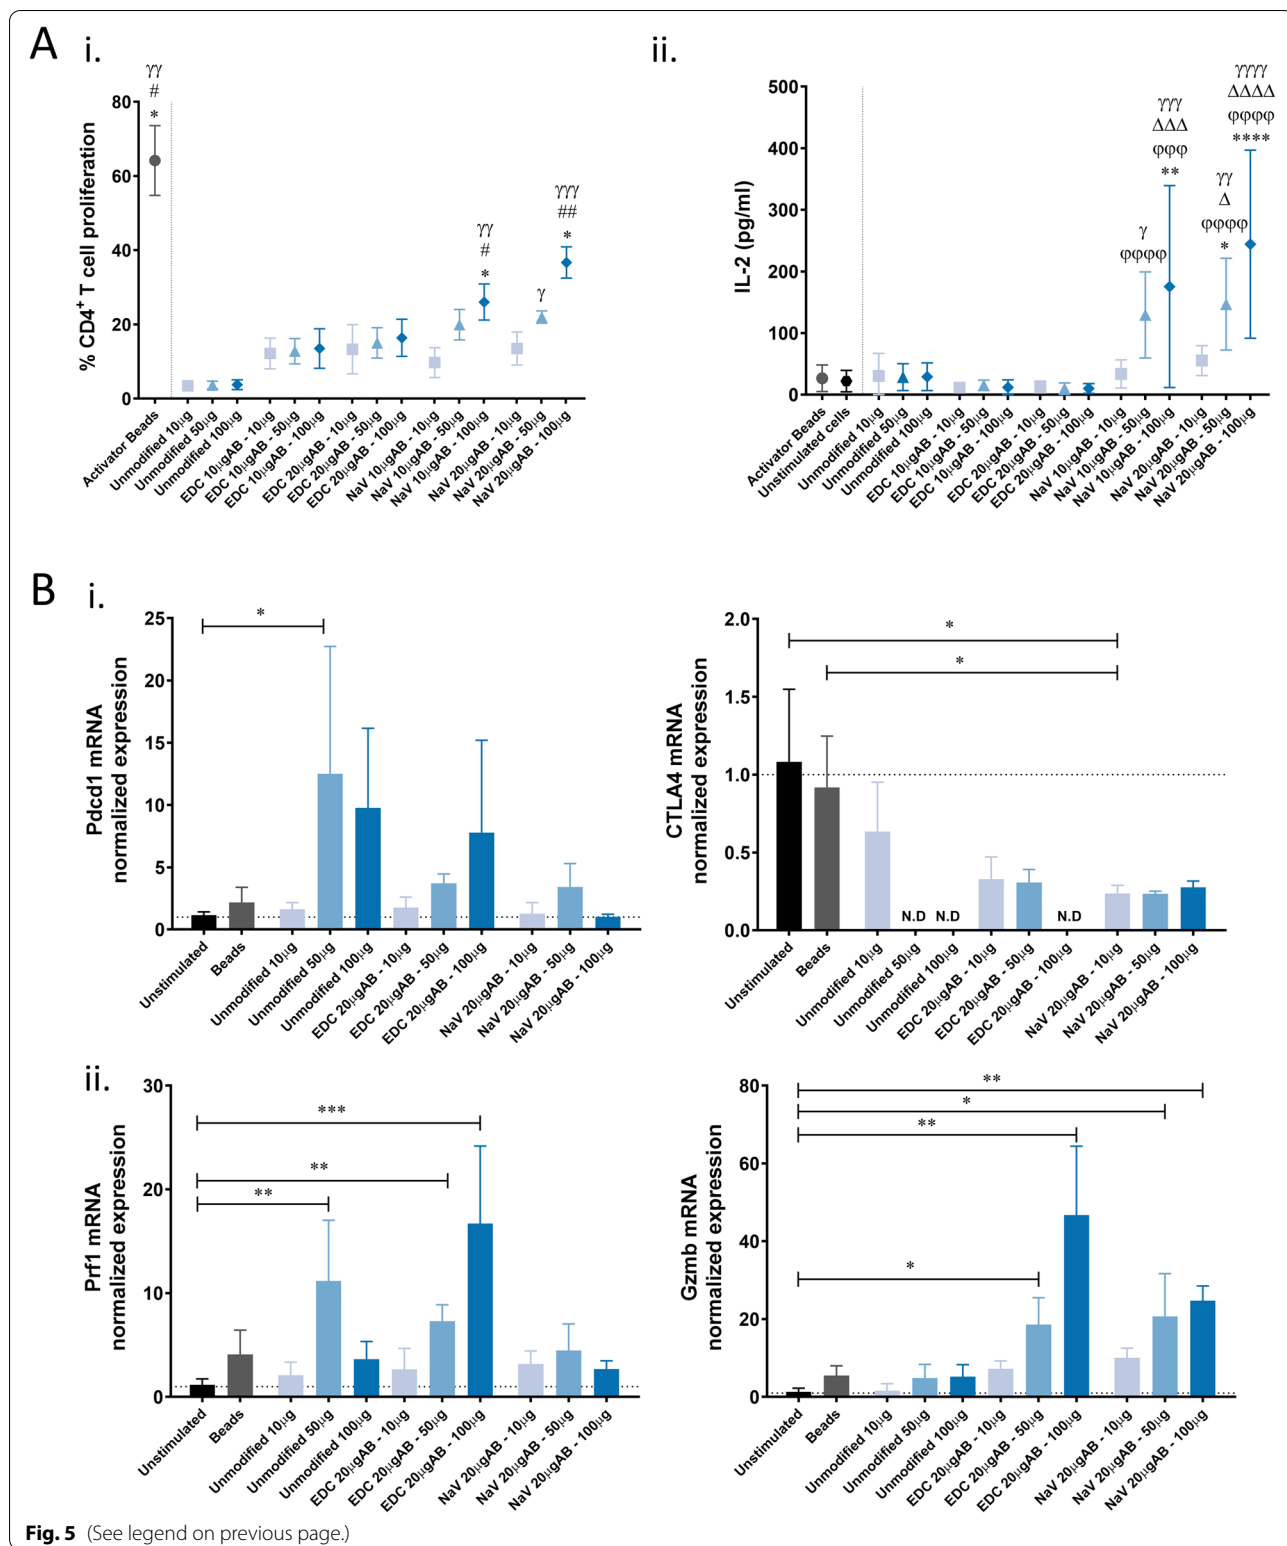 A
i.
γγ
#
*
γγ
#
*
γ
γγγ
##
*
% CD4+ T cell proliferation
80
60
40
20
0
Activator Beads
Unmodified 10µg
Unmodified 50µg
Unmodified 100µg
EDC 10µgAB - 10µg
EDC 10µgAB - 50µg
EDC 10µgAB - 100µg
EDC 20µgAB - 10µg
EDC 20µgAB - 50µg
EDC 20µgAB - 100µg
NaV 10µgAB - 10µg
NaV 10µgAB - 50µg
NaV 10µgAB - 100µg
NaV 20µgAB - 10µg
NaV 20µgAB - 50µg
NaV 20µgAB - 100µg
ii.
γ
φφφφ
γγγ
ΔΔΔ
φφφ
**
γγ
Δ
φφφφ
*
γγγγ
ΔΔΔΔ
φφφφ
****
IL-2 (pg/ml)
500
400
300
200
100
0
Activator Beads
Unstimulated cells
Unmodified 10µg
Unmodified 50µg
Unmodified 100µg
EDC 10µgAB - 10µg
EDC 10µgAB - 50µg
EDC 10µgAB - 100µg
EDC 20µgAB - 10µg
EDC 20µgAB - 50µg
EDC 20µgAB - 100µg
NaV 10µgAB - 10µg
NaV 10µgAB - 50µg
NaV 10µgAB - 100µg
NaV 20µgAB - 10µg
NaV 20µgAB - 50µg
NaV 20µgAB - 100µg
B
i.
*
Pdcd1 mRNA
normalized expression
25
20
15
10
5
0
Unstimulated
Beads
Unmodified 10µg
Unmodified 50µg
Unmodified 100µg
EDC 20µgAB - 10µg
EDC 20µgAB - 50µg
EDC 20µgAB - 100µg
NaV 20µgAB - 10µg
NaV 20µgAB - 50µg
NaV 20µgAB - 100µg
*
*
CTLA4 mRNA
normalized expression
2.0
1.5
1.0
0.5
0.0
N.D
N.D
N.D
Unstimulated
Beads
Unmodified 10µg
Unmodified 50µg
Unmodified 100µg
EDC 20µgAB - 10µg
EDC 20µgAB - 50µg
EDC 20µgAB - 100µg
NaV 20µgAB - 10µg
NaV 20µgAB - 50µg
NaV 20µgAB - 100µg
ii.
***
**
**
Prf1 mRNA
normalized expression
30
20
10
0
Unstimulated
Beads
Unmodified 10µg
Unmodified 50µg
Unmodified 100µg
EDC 20µgAB - 10µg
EDC 20µgAB - 50µg
EDC 20µgAB - 100µg
NaV 20µgAB - 10µg
NaV 20µgAB - 50µg
NaV 20µgAB - 100µg
**
*
**
*
Gzmb mRNA
normalized expression
80
60
40
20
0
Unstimulated
Beads
Unmodified 10µg
Unmodified 50µg
Unmodified 100µg
EDC 20µgAB - 10µg
EDC 20µgAB - 50µg
EDC 20µgAB - 100µg
NaV 20µgAB - 10µg
NaV 20µgAB - 50µg
NaV 20µgAB - 100µg
Fig. 5 (See legend on previous page.)